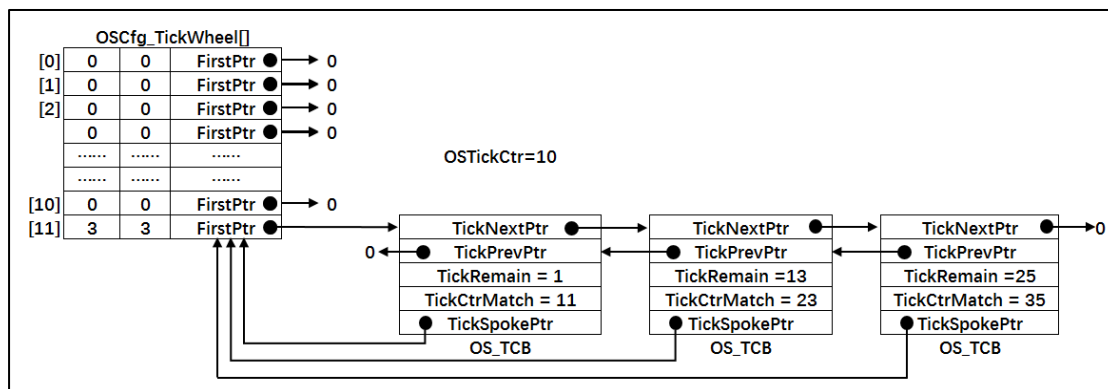 OSCfg_TickWheel[]
[0] 0 0 FirstPtr 0
[1] 0 0 FirstPtr 0
[2] 0 0 FirstPtr 0
0 0 FirstPtr 0
...... ...... ......
OSTickCtr=10
...... ...... ......
[10] 0 0 FirstPtr 0
[11] 3 3 FirstPtr
TickNextPtr TickNextPtr TickNextPtr 0
0 TickPrevPtr TickPrevPtr TickPrevPtr
TickRemain = 1 TickRemain =13 TickRemain =25
TickCtrMatch = 11 TickCtrMatch = 23 TickCtrMatch = 35
TickSpokePtr TickSpokePtr TickSpokePtr
OS_TCB OS_TCB OS_TCB